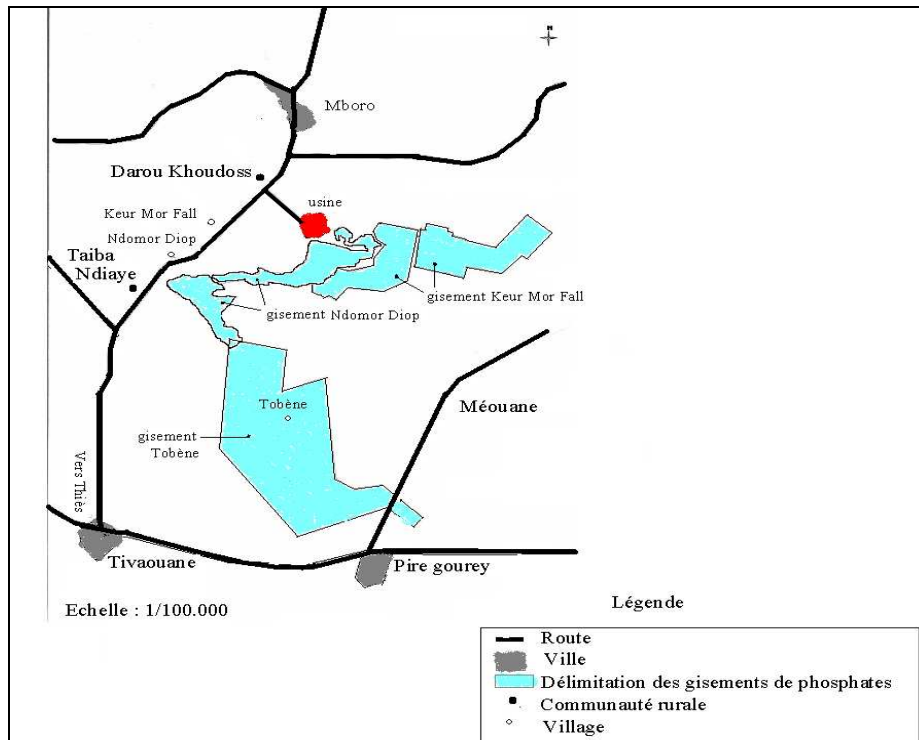 N
Mboro
Darou Khoudoss
usine
Keur Mor Fall
Ndomor Diop
Taiba
Ndiaye
gisement Keur Mor Fall
gisement Ndomor Diop
Tobène
Méouane
gisement
Tobène
Vers Thiès
Tivaouane
Pire gourey
Echelle : 1/100.000
Légende
Route
Ville
Délimitation des gisements de phosphates
Communauté rurale
Village